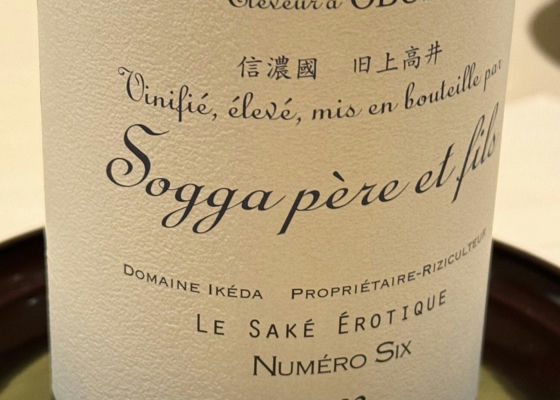 Éleveur à
信濃國 旧上高井
Vinifié, élevé, mis en bouteille par
Sogga père et fils
DOMAINE IKÉDA PROPRIÉTAIRE-RIZICULTEUR
LE SAKÉ ÉROTIQUE
NUMÉRO SIX